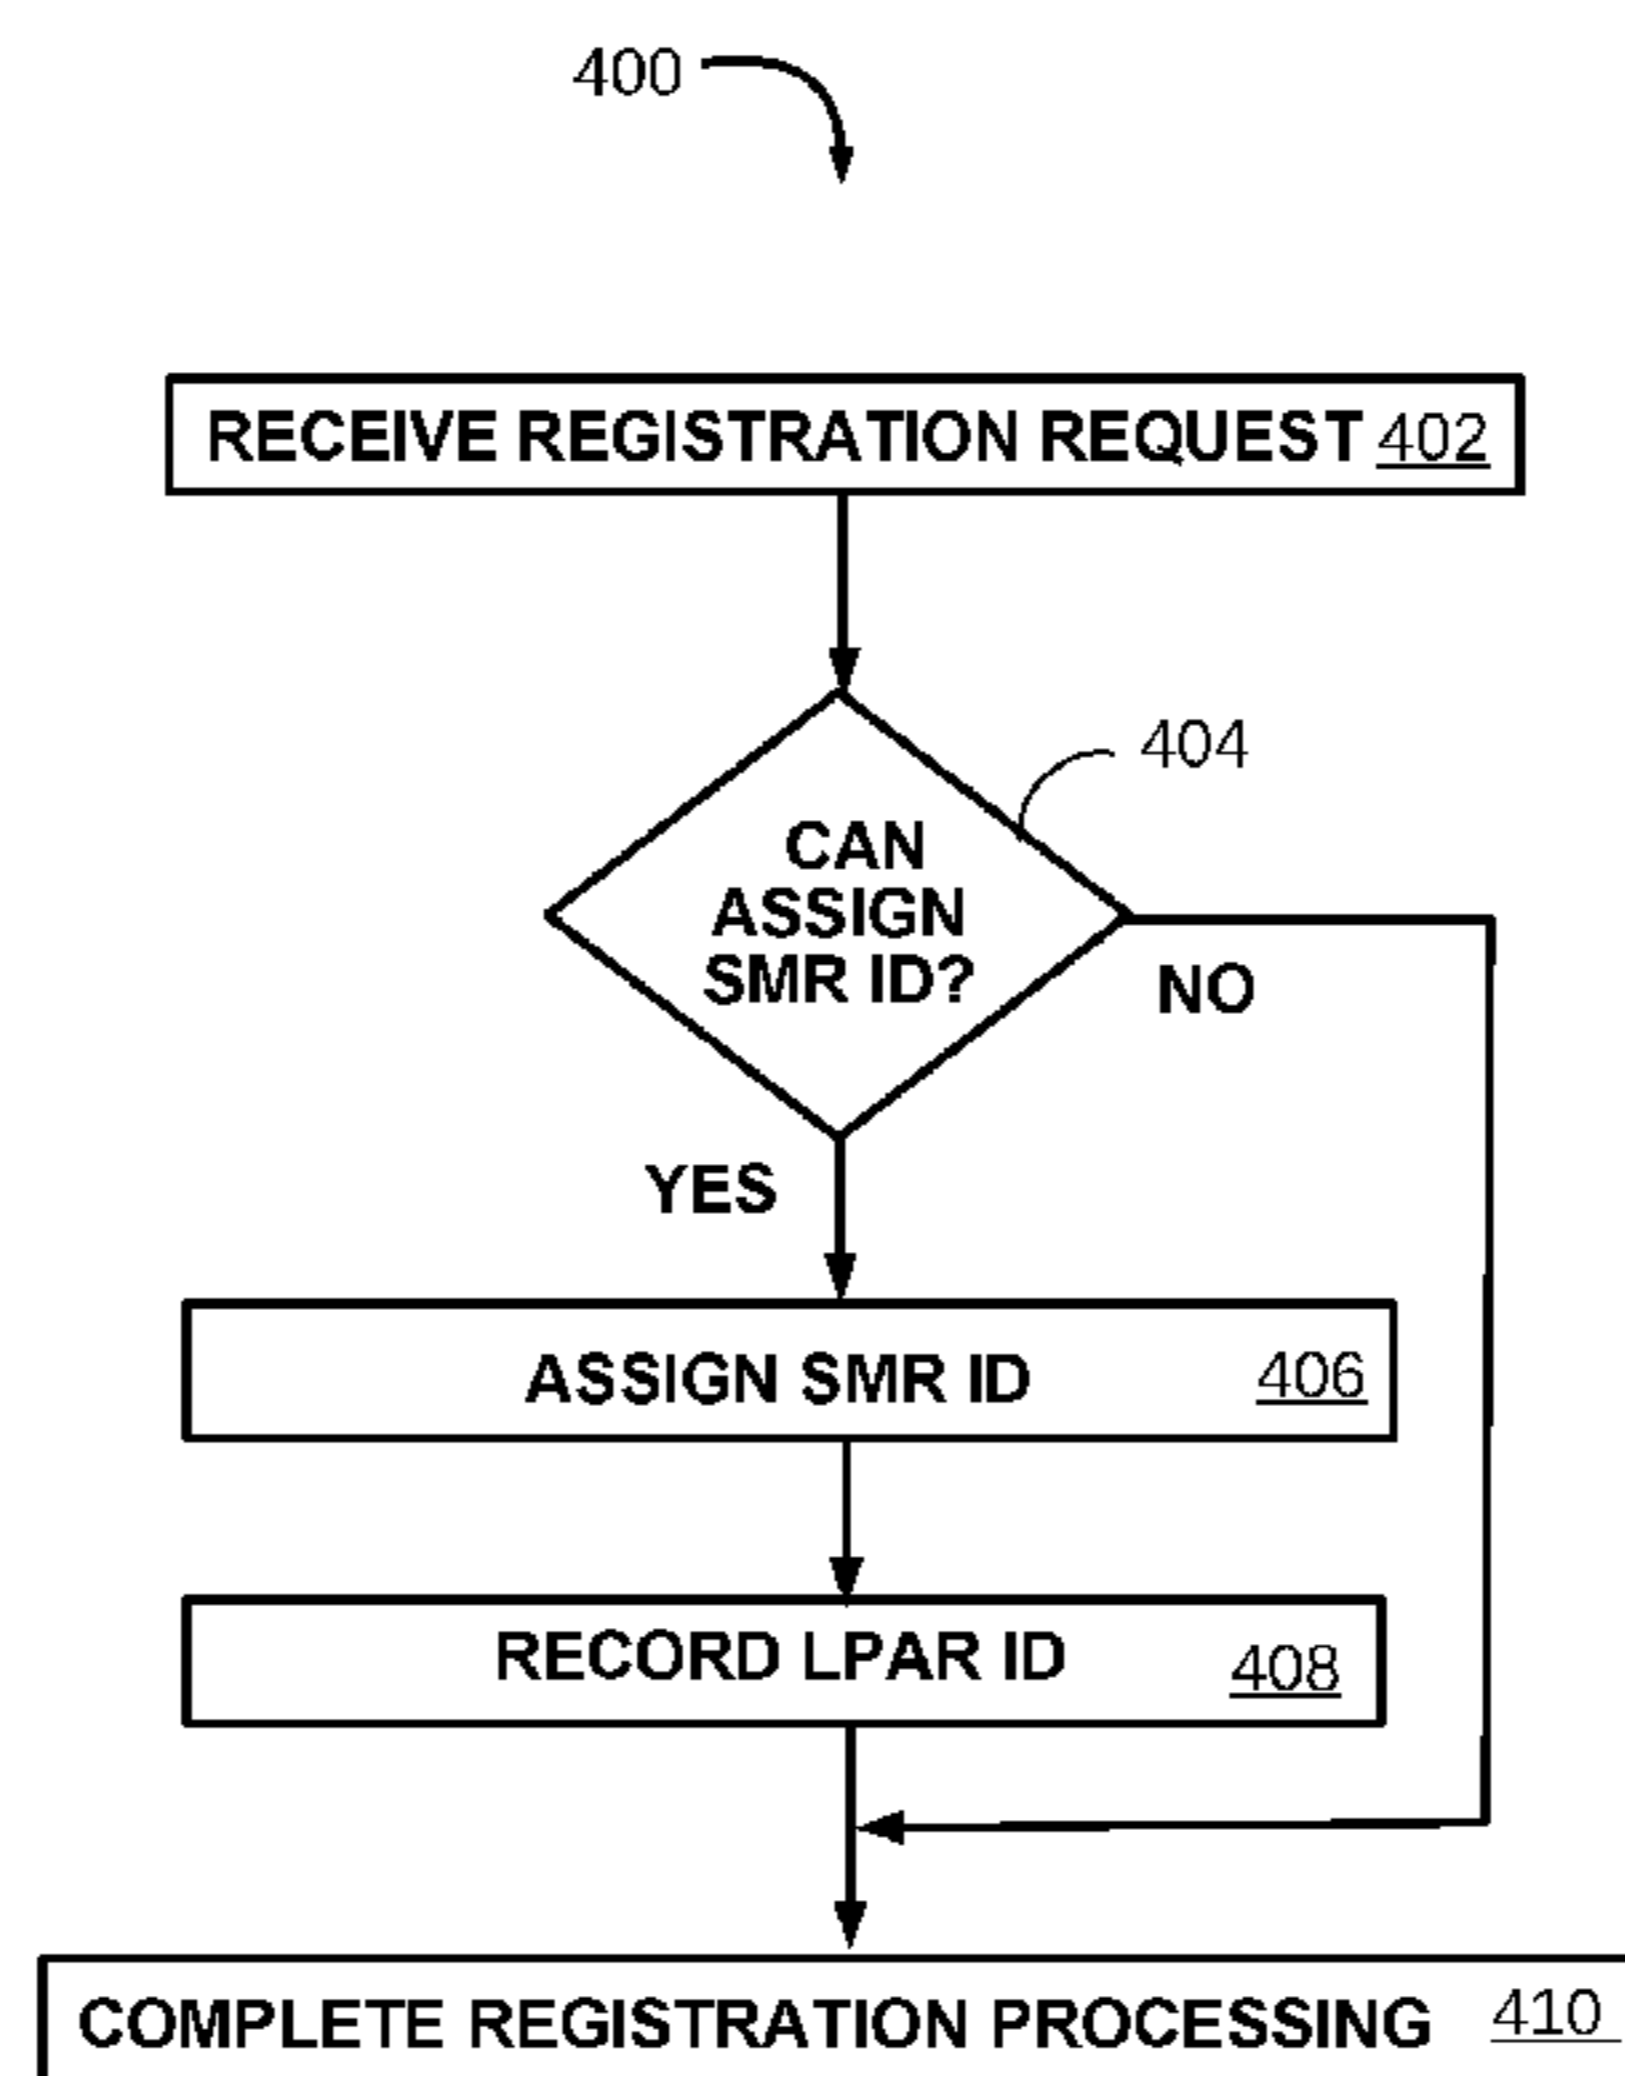 400
RECEIVE REGISTRATION REQUEST 402
404
CAN
ASSIGN
SMR ID?
NO
YES
ASSIGN SMR ID 406
RECORD LPAR ID 408
COMPLETE REGISTRATION PROCESSING 410